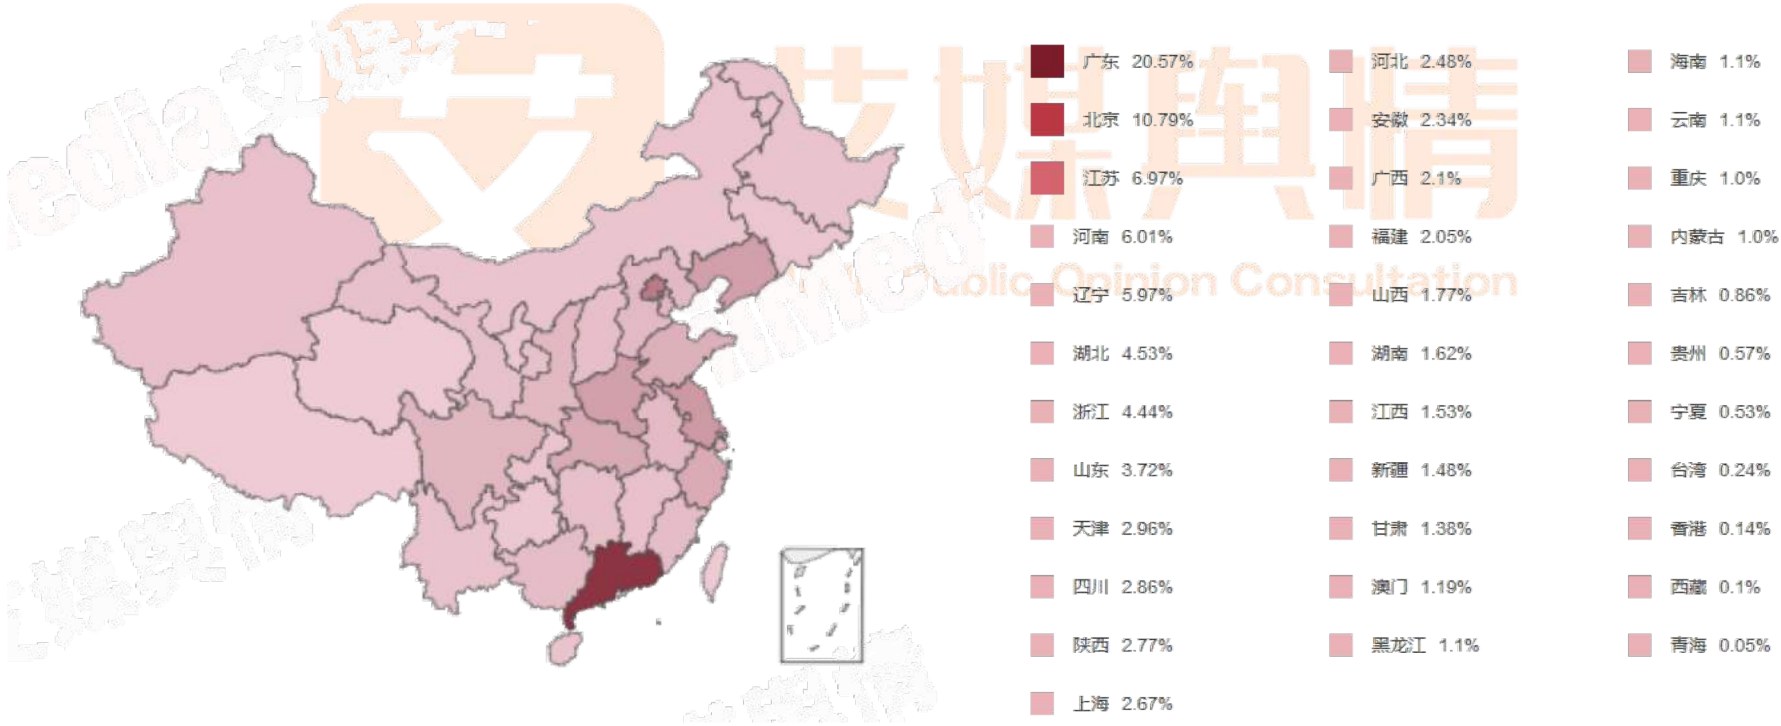 广东 20.57%
北京 10.79%
江苏 6.97%
河南 6.01%
辽宁 5.97%
湖北 4.53%
浙江 4.44%
山东 3.72%
天津 2.96%
四川 2.86%
陕西 2.77%
上海 2.67%
河北 2.48%
安徽 2.34%
广西 2.1%
福建 2.05%
山西 1.77%
湖南 1.62%
江西 1.53%
新疆 1.48%
甘肃 1.38%
澳门 1.19%
黑龙江 1.1%
海南 1.1%
云南 1.1%
重庆 1.0%
内蒙古 1.0%
吉林 0.86%
贵州 0.57%
宁夏 0.53%
台湾 0.24%
香港 0.14%
西藏 0.1%
青海 0.05%
艾媒舆情
Opinion Consultation